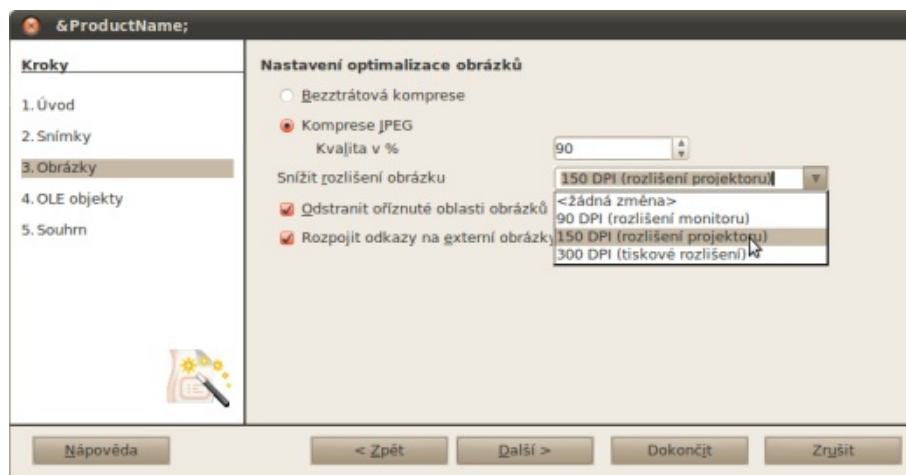 &ProductName;
Kroky
1. Úvod
2. Snímky
3. Obrázky
4. OLE objekty
5. Souhrn
Nastavení optimalizace obrázků
Bezztrátová komprese
Komprese JPEG
Kvalita v %
90
Snížit rozlišení obrázku
150 DPI (rozlišení projektoru)
<žádná změna>
90 DPI (rozlišení monitoru)
150 DPI (rozlišení projektoru)
300 DPI (tiskové rozlišení)
Odstranit oříznuté oblasti obrázků
Rozpojit odkazy na externí obrázky
Nápověda
< Zpět
Další >
Dokončit
Zrušit